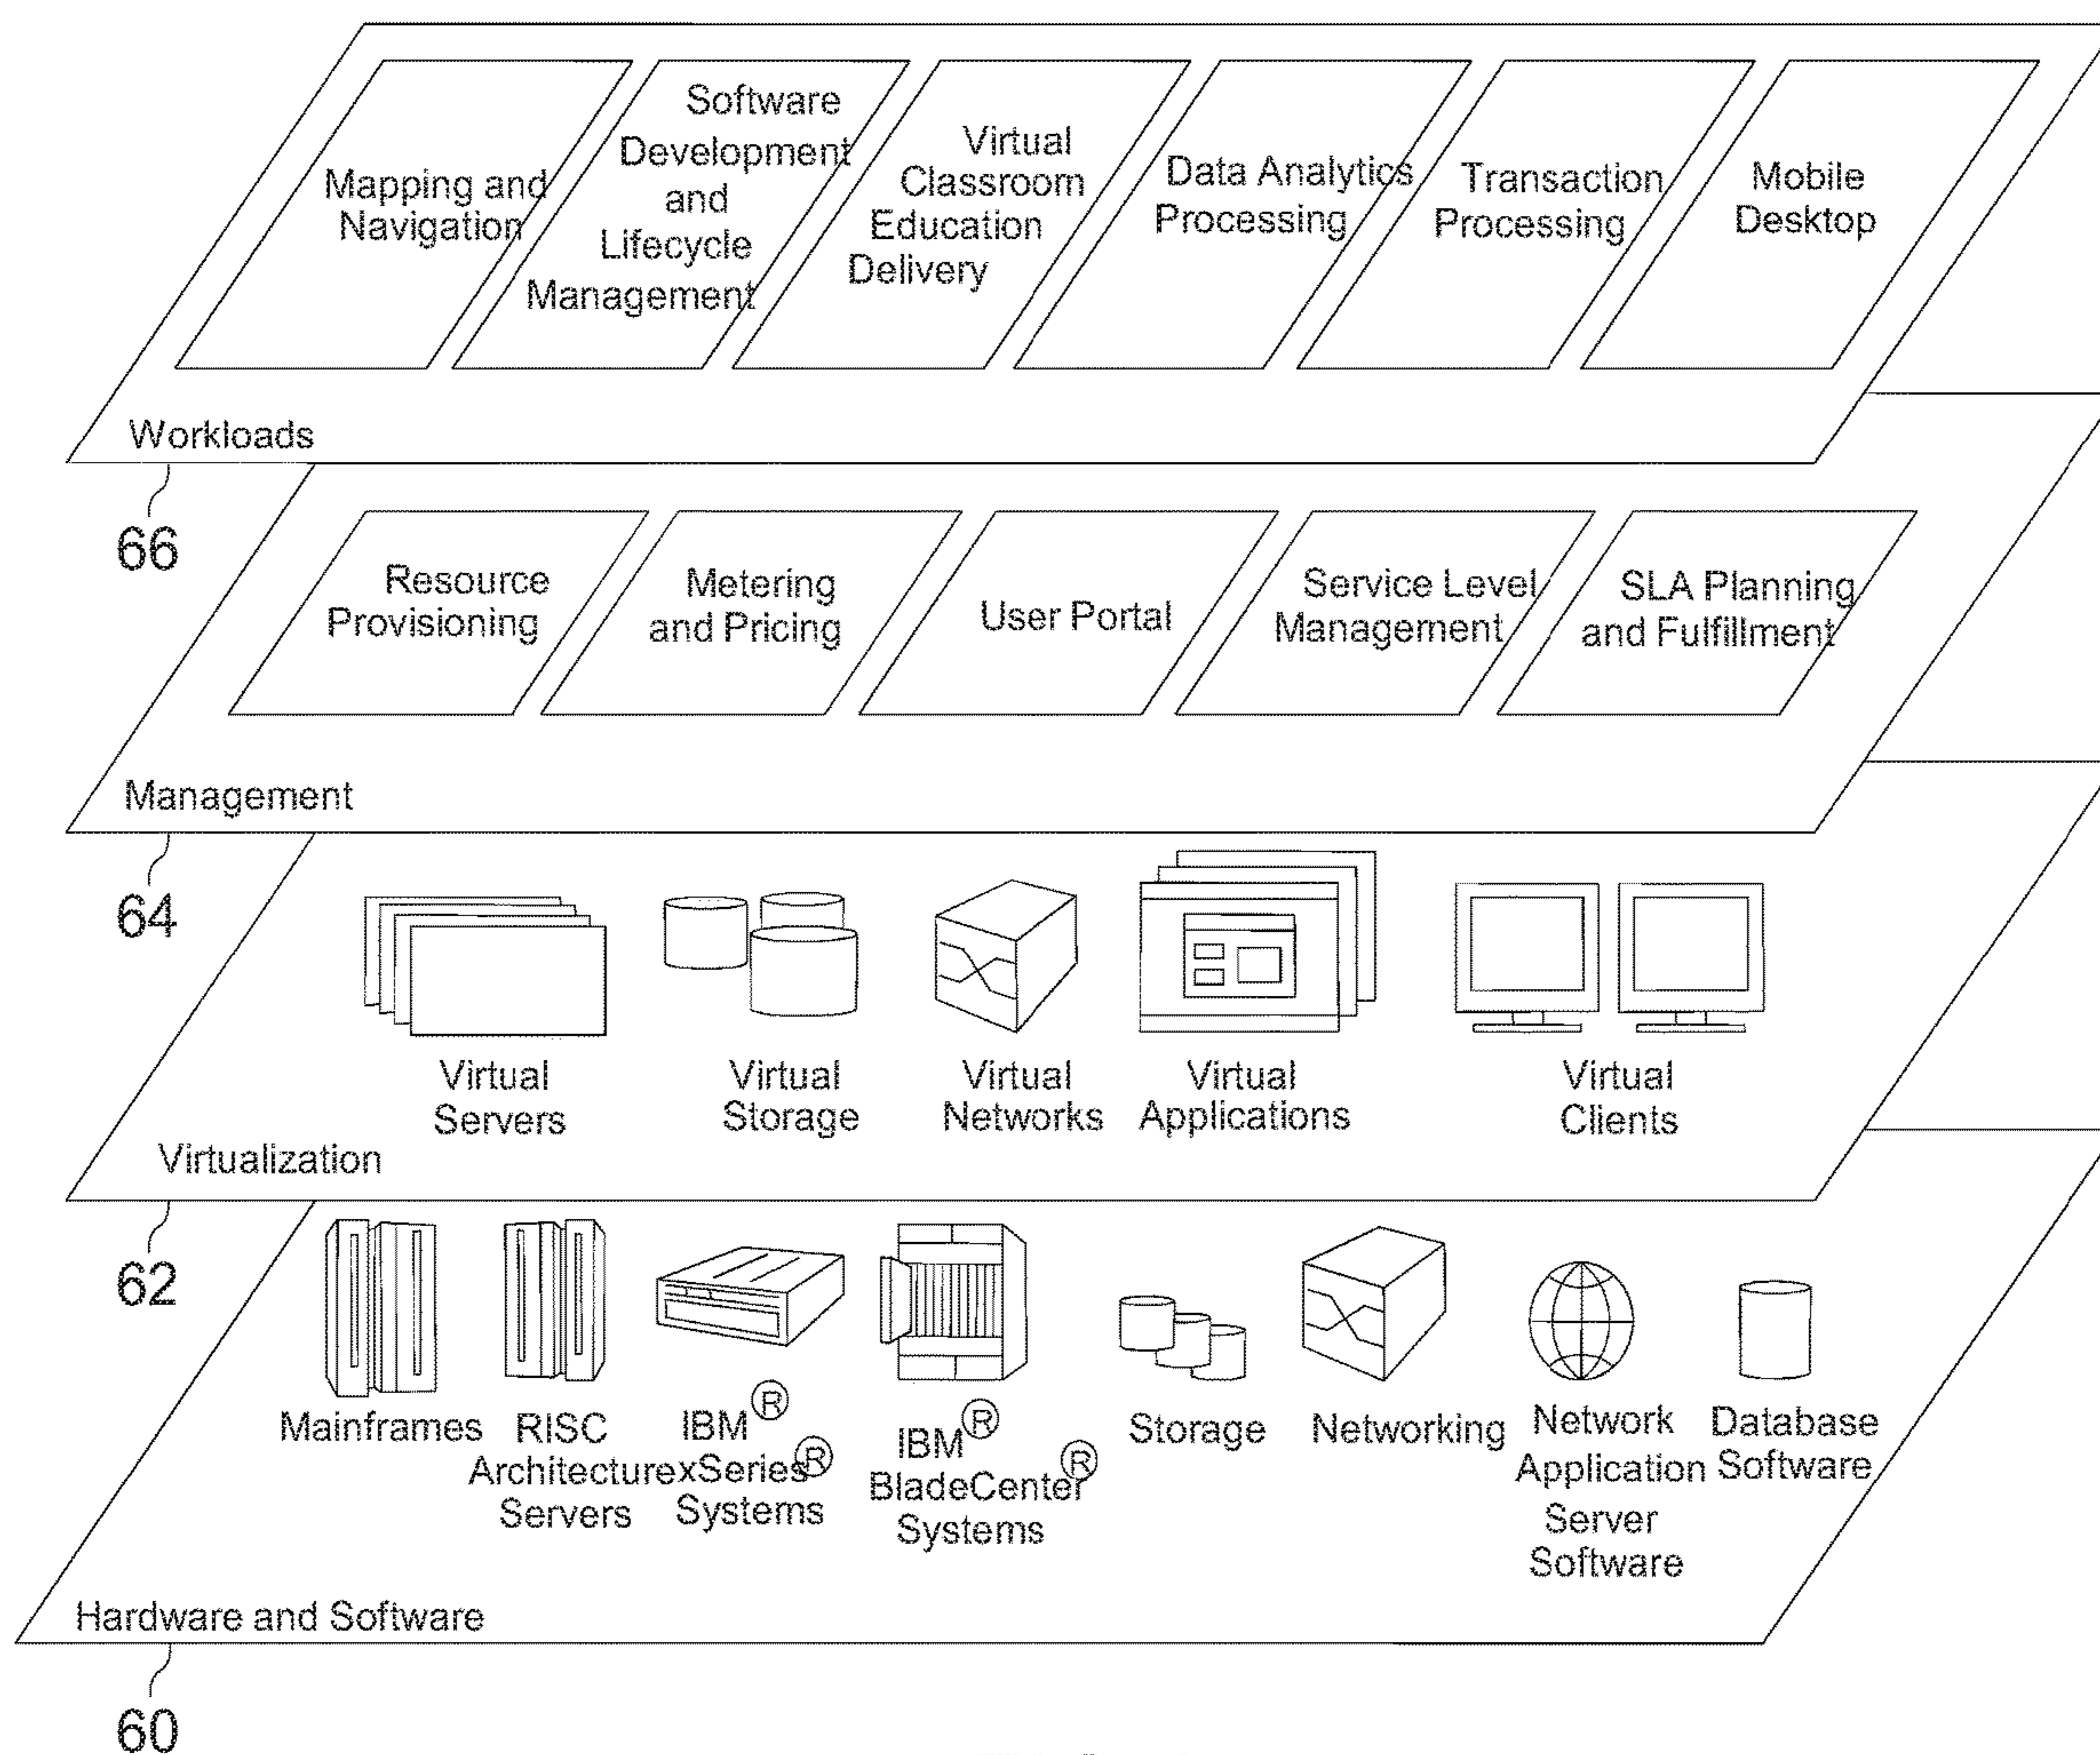 Mapping and
Navigation
Software
Development
and
Lifecycle
Management
Virtual
Classroom
Education
Delivery
Data Analytics
Processing
Transaction
Processing
Mobile
Desktop
Workloads
66
Resource
Provisioning
Metering
and Pricing
User Portal
Service Level
Management
SLA Planning
and Fulfillment
Management
64
Virtual
Servers
Virtual
Storage
Virtual
Networks
Virtual
Applications
Virtual
Clients
Virtualization
62
Mainframes
RISC
Architecture
Servers
IBM®
xSeries®
Systems
IBM®
BladeCenter®
Systems
Storage
Networking
Network
Application
Server
Software
Database
Software
Hardware and Software
60